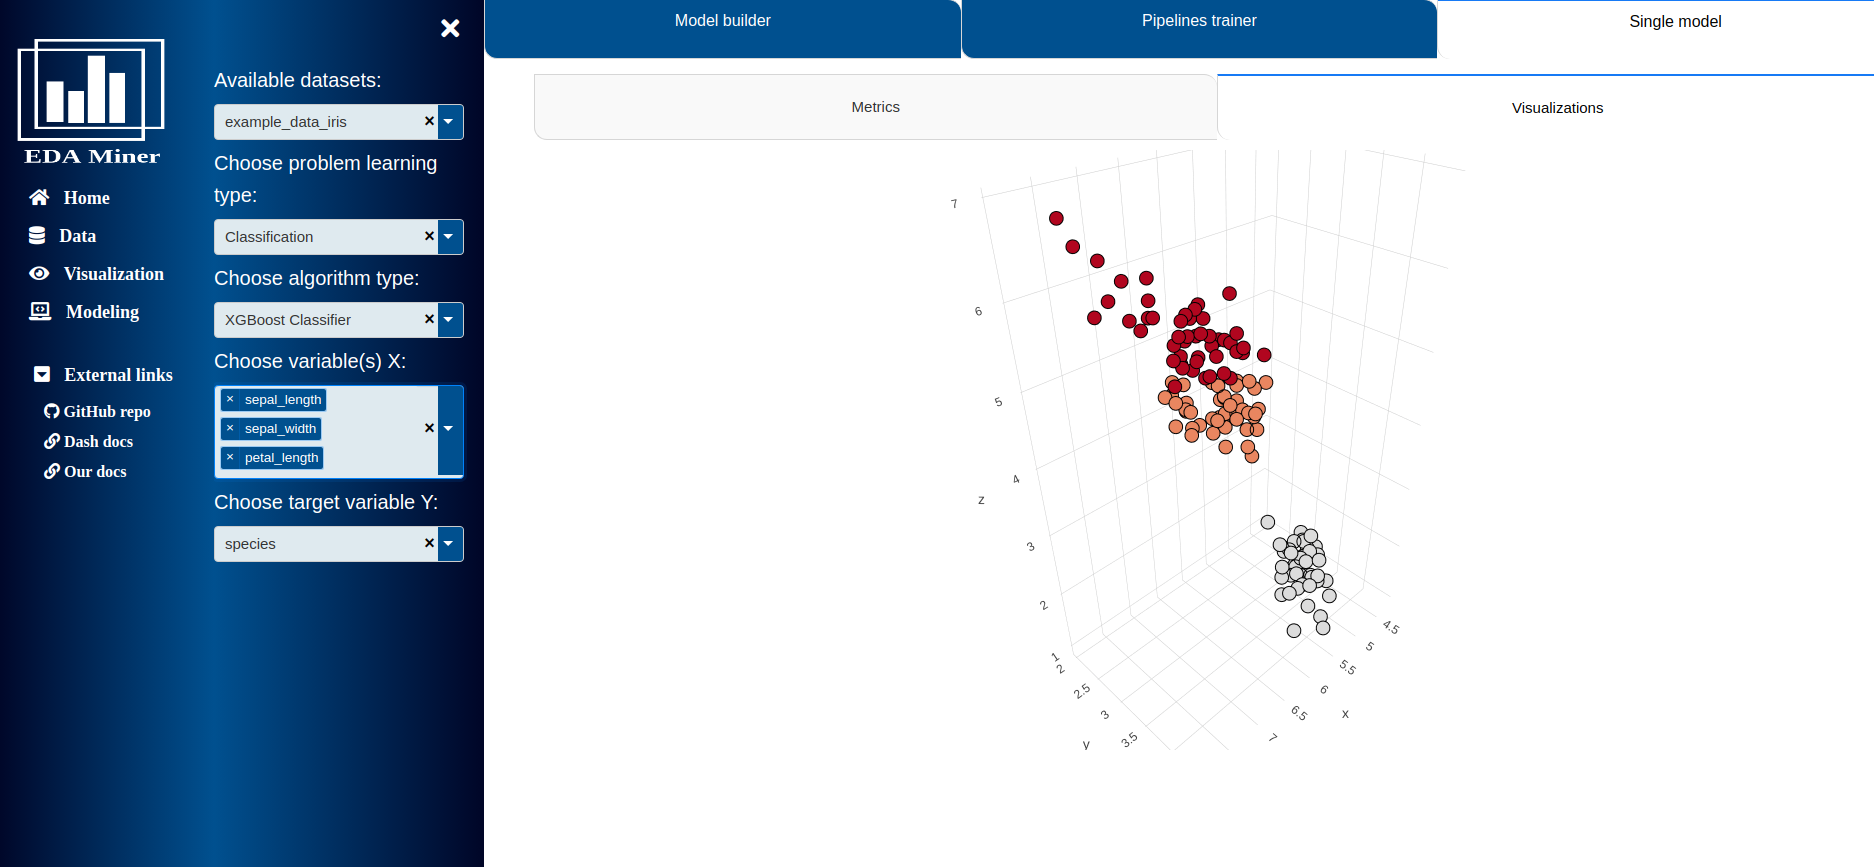 Model builder
Pipelines trainer
Single model
EDA Miner
Home
Data
Visualization
Modeling
External links
GitHub repo
Dash docs
Our docs
Available datasets:
example_data_iris
×
Choose problem learning
type:
Classification
×
Choose algorithm type:
XGBoost Classifier
×
Choose variable(s) X:
× sepal_length
× sepal_width
× petal_length
×
Choose target variable Y:
species
×
Metrics
Visualizations
7
6
5
4
z
3
2
1
2
2.5
3
3.5
y
4.5
5
5.5
6
6.5
7
x